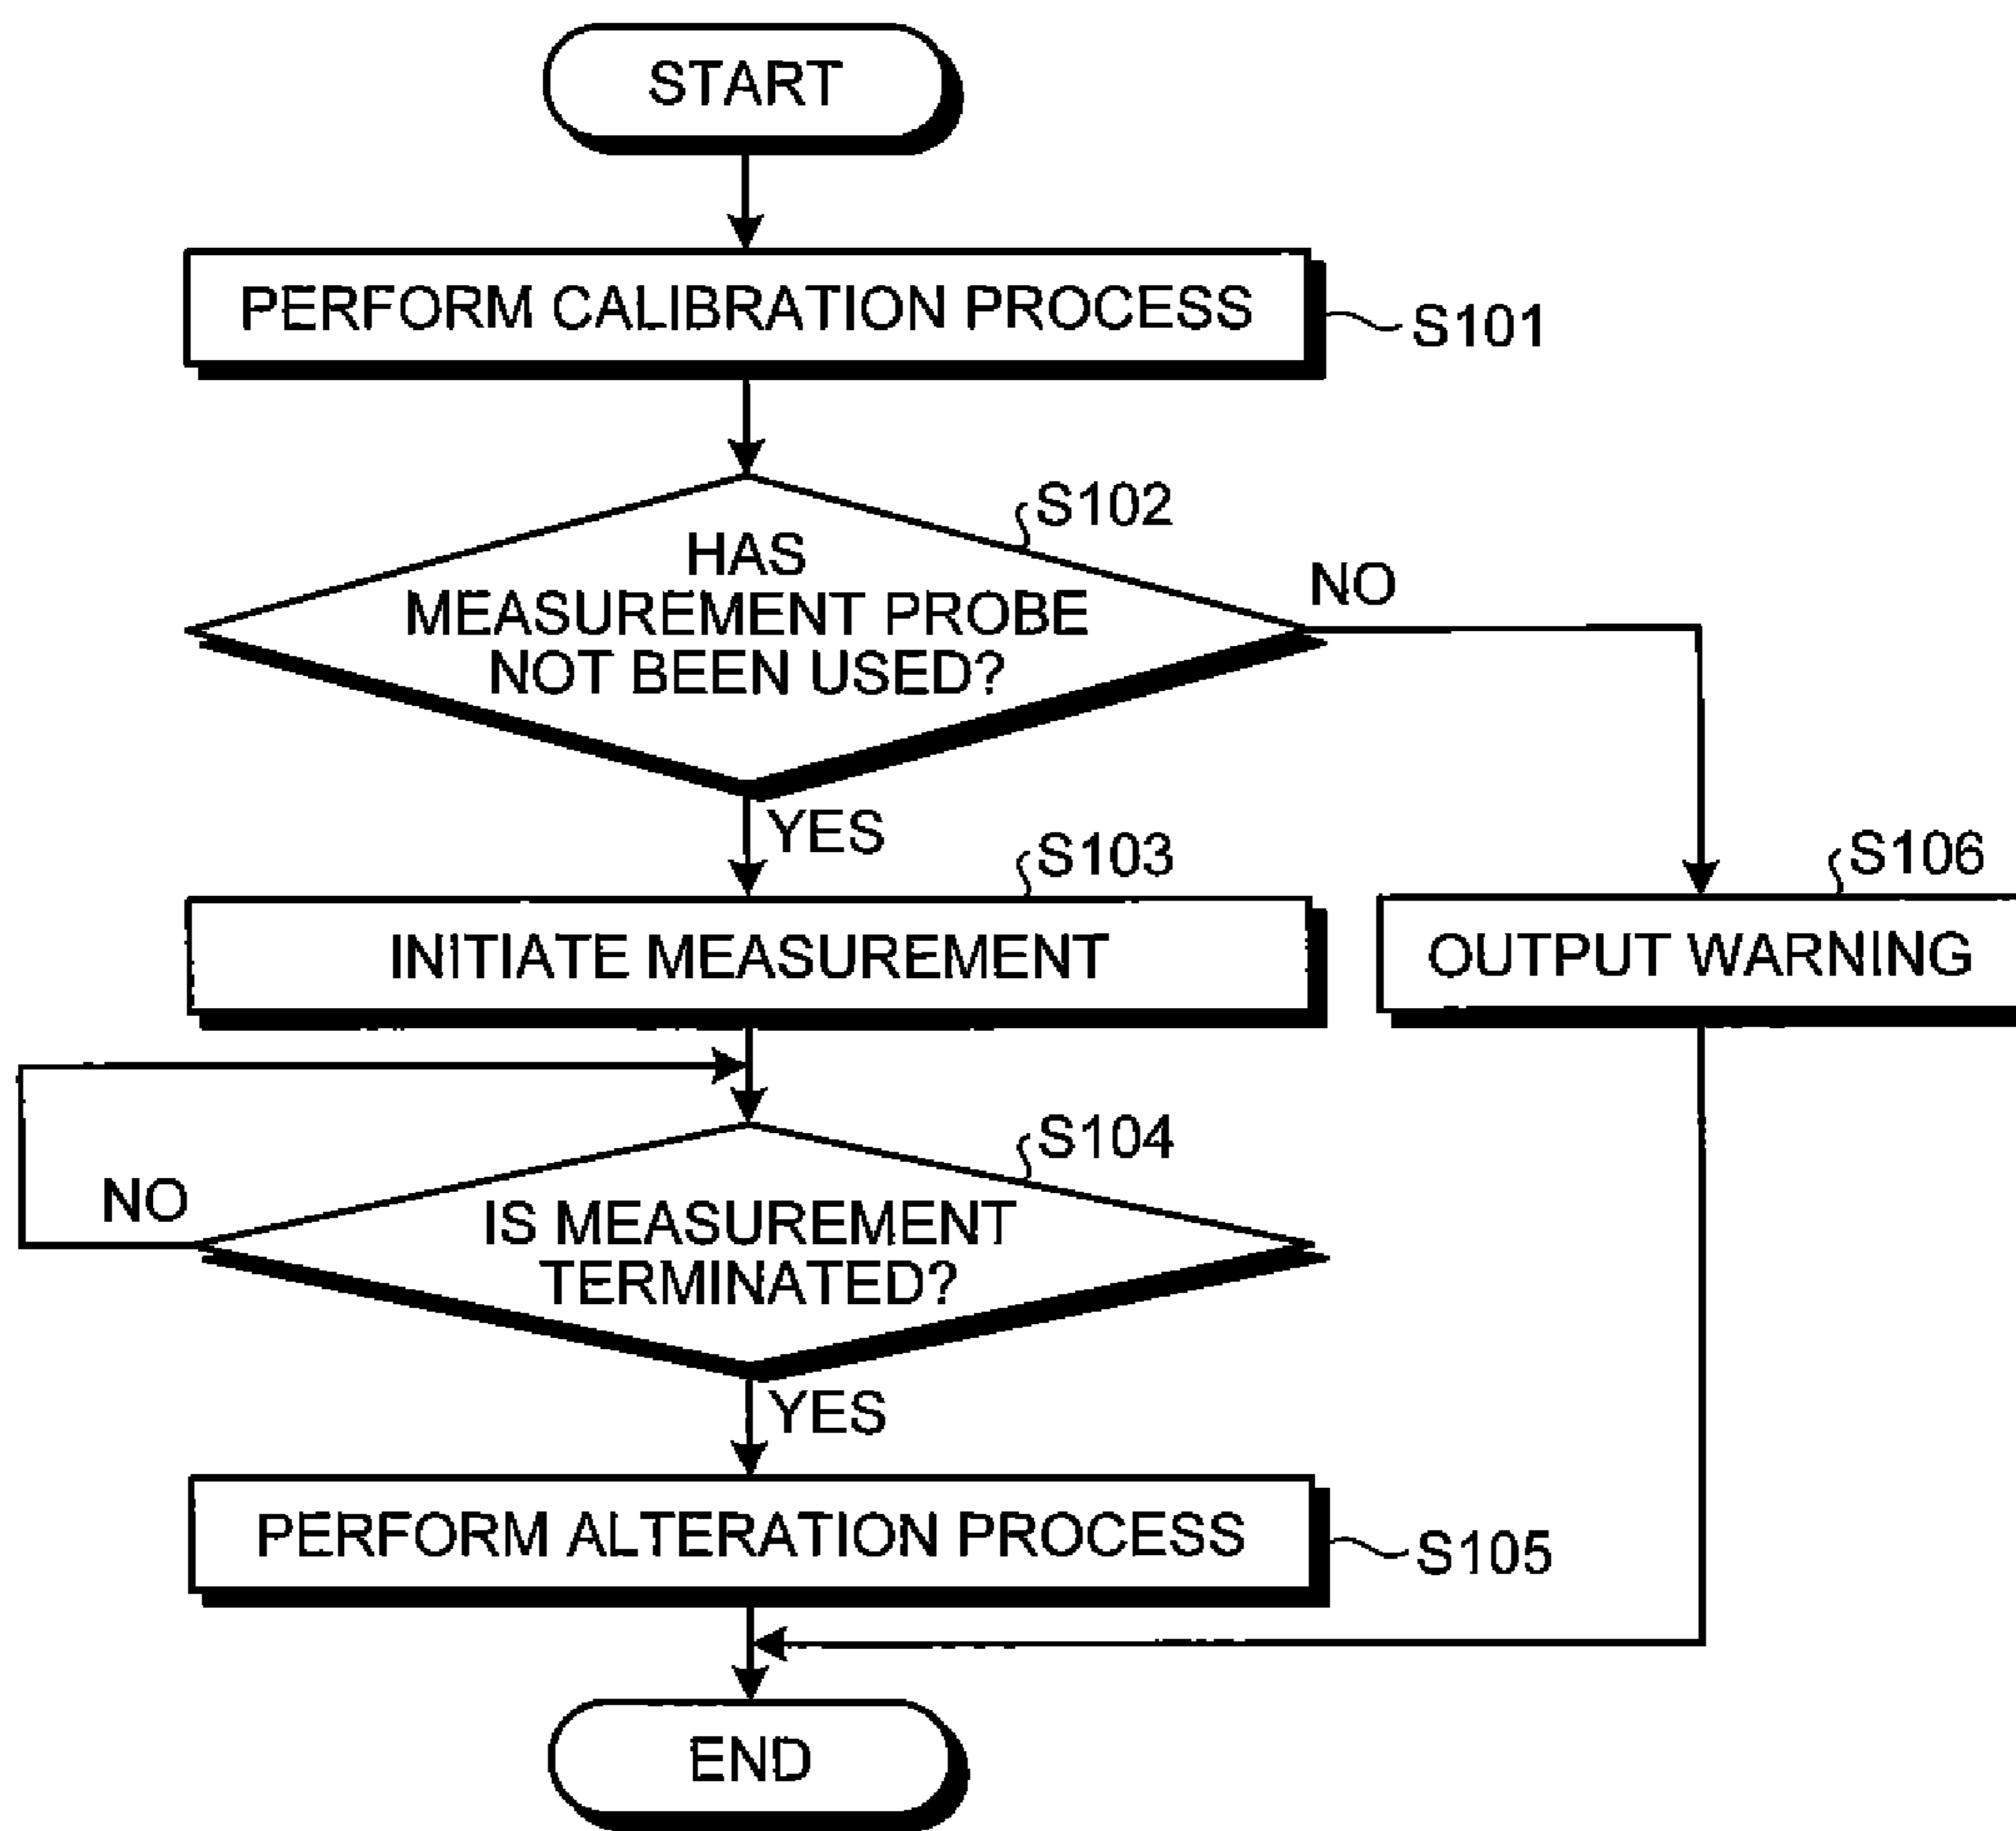 START
PERFORM CALIBRATION PROCESS
S101
S102
HAS
MEASUREMENT PROBE
NOT BEEN USED?
NO
YES
S103
INITIATE MEASUREMENT
S106
OUTPUT WARNING
S104
NO
IS MEASUREMENT
TERMINATED?
YES
PERFORM ALTERATION PROCESS
S105
END